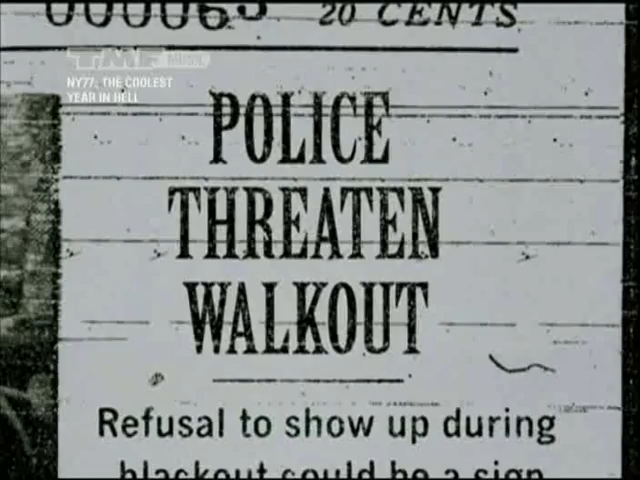 20 CENTS
TMF
NY77: THE COOLEST
YEAR IN HELL
POLICE
THREATEN
WALKOUT
Refusal to show up during
blackout could be a sign